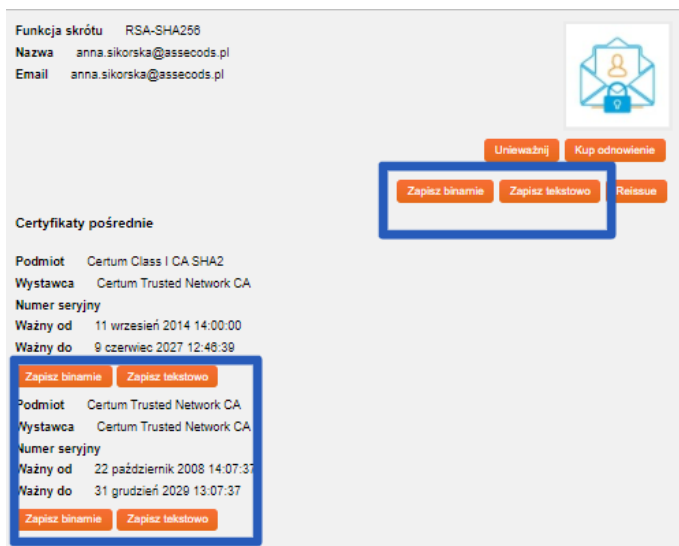 Funkcja skrótu RSA-SHA256
Nazwa anna.sikorska@assecods.pl
Email anna.sikorska@assecods.pl
Unieważnij Kup odnowienie
Zapisz binarnie Zapisz tekstowo Reissue
Certyfikaty pośrednie
Podmiot Certum Class I CA SHA2
Wystawca Certum Trusted Network CA
Numer seryjny
Ważny od 11 wrzesień 2014 14:00:00
Ważny do 9 czerwiec 2027 12:46:39
Zapisz binarnie Zapisz tekstowo
Podmiot Certum Trusted Network CA
Wystawca Certum Trusted Network CA
Numer seryjny
Ważny od 22 październik 2008 14:07:37
Ważny do 31 grudzień 2029 13:07:37
Zapisz binarnie Zapisz tekstowo